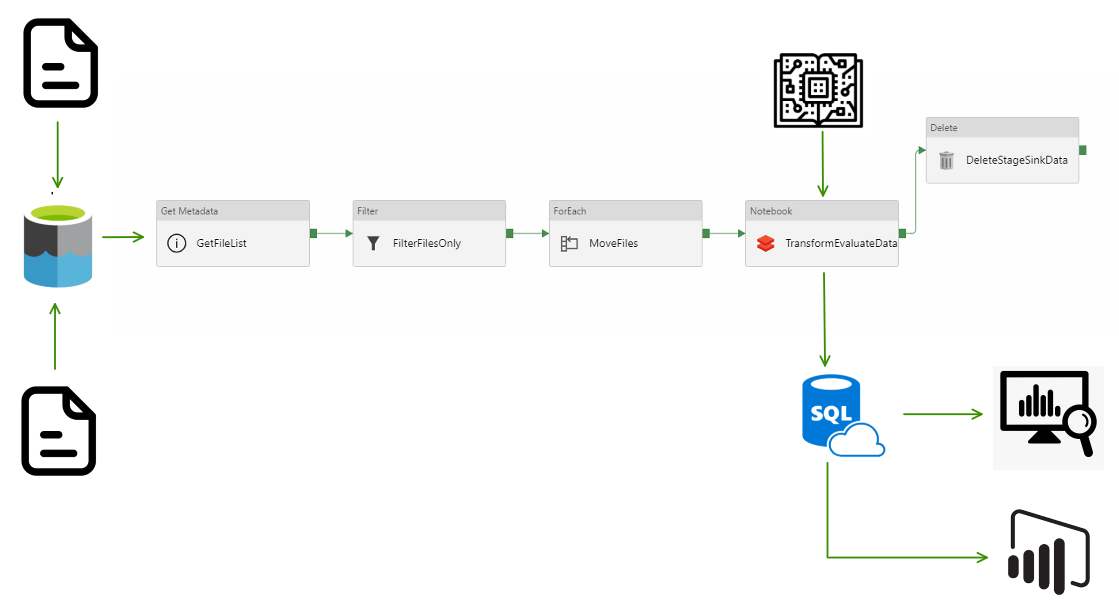 Delete
DeleteStageSinkData
Get Metadata
GetFileList
Filter
FilterFilesOnly
ForEach
MoveFiles
Notebook
TransformEvaluateData
SQL